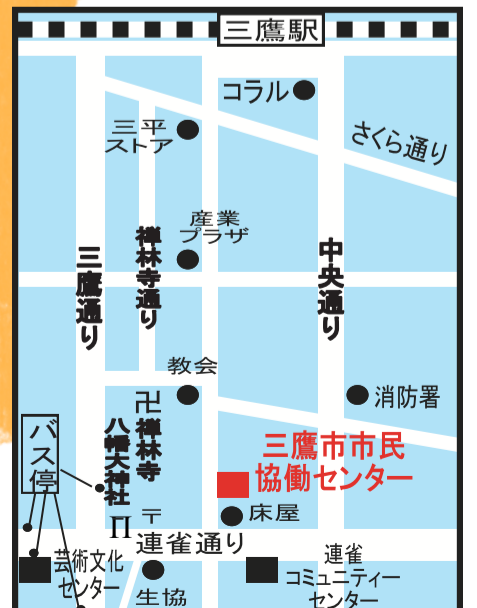 三鷹駅
コラル
三平
ストア
さくら通り
産業
プラザ
三鷹通り
禅林寺通り
中央通り
教会
消防署
卍禅林寺
八幡大神社
バス停
三鷹市市民
協働センター
床屋
〒
連雀通り
芸術文化
センター
生協
連雀
コミュニティー
センター